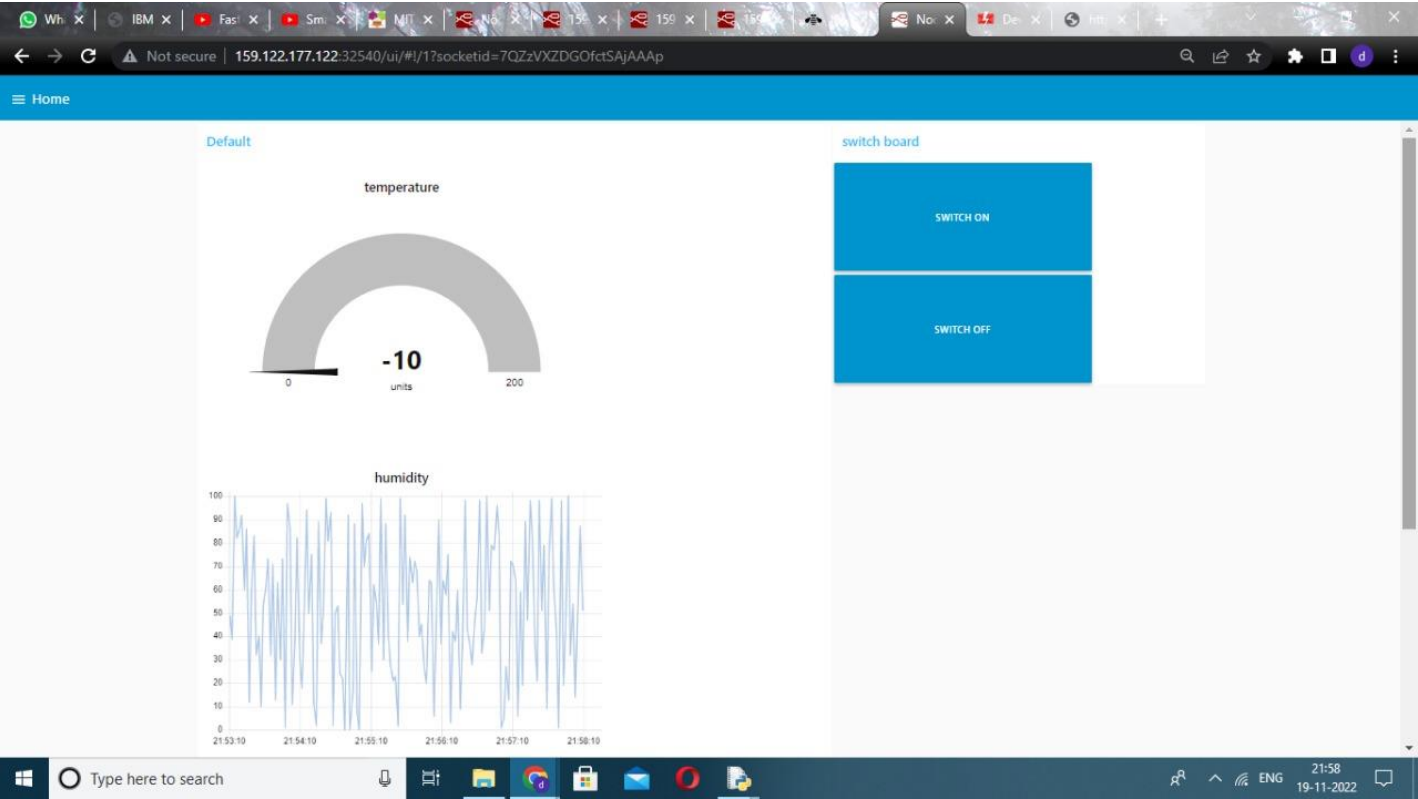 Wh
IBM
Fas
Sm
MIT
No
159
159
159
No
De
htt
Not secure | 159.122.177.122:32540/ui/#!/1?socketid=7QZzVXZDGOfctSAjAAAp
d
Home
Default
temperature
-10
units
0
200
humidity
100
90
80
70
60
50
40
30
20
10
0
21:53:10 21:54:10 21:55:10 21:56:10 21:57:10 21:58:10
switch board
SWITCH ON
SWITCH OFF
Type here to search
ENG
21:58
19-11-2022